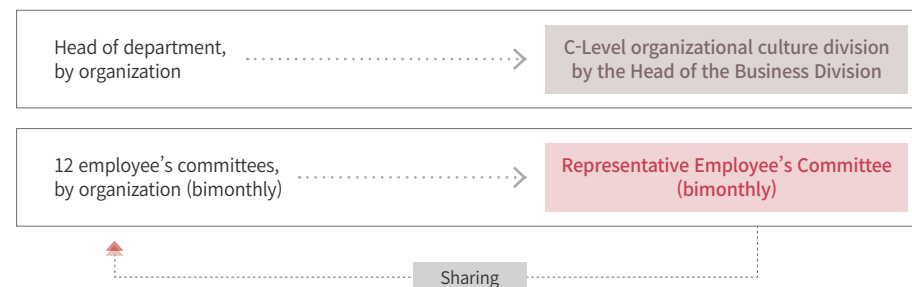 Head of department,
by organization
C-Level organizational culture division
by the Head of the Business Division
12 employee’s committees,
by organization (bimonthly)
Representative Employee’s Committee
(bimonthly)
Sharing